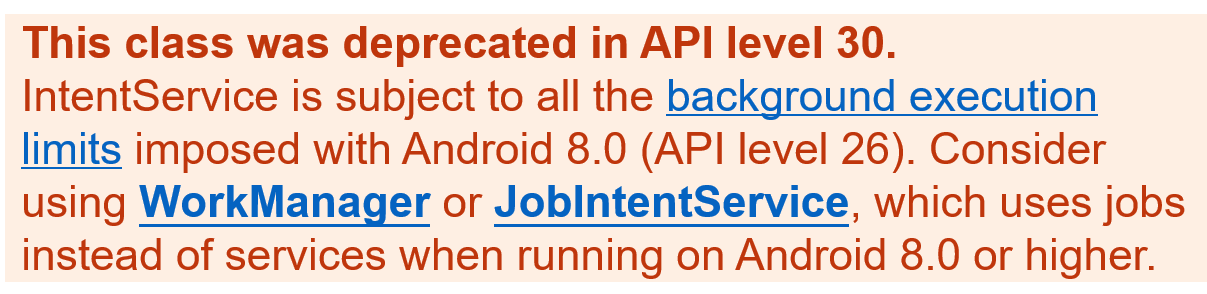 This class was deprecated in API level 30.
IntentService is subject to all the background execution
limits imposed with Android 8.0 (API level 26). Consider
using WorkManager or JobIntentService, which uses jobs
instead of services when running on Android 8.0 or higher.